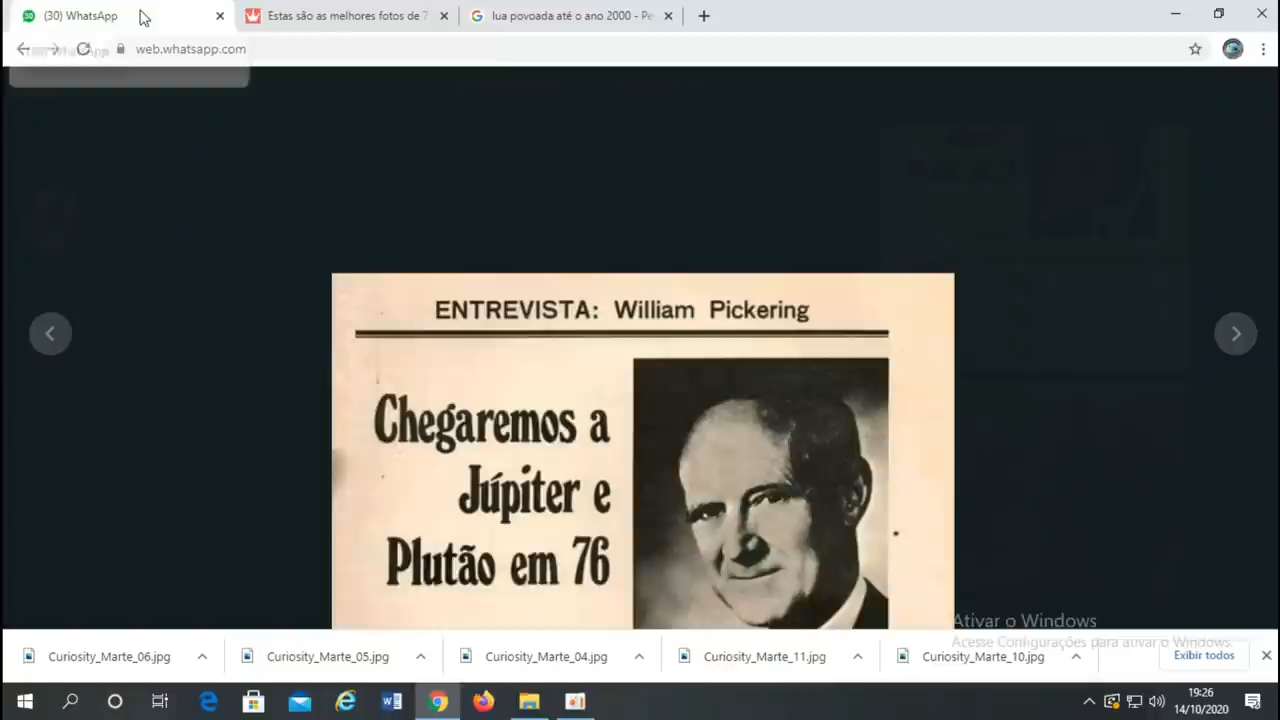 (30) WhatsApp
Estas são as melhores fotos de 7
lua povoada até o ano 2000 - Pe
web.whatsapp.com
ENTREVISTA: William Pickering
Chegaremos a
Júpiter e
Plutão em 76
Ativar o Windows
Acesse Configurações para ativar o Windows.
Curiosity_Marte_06.jpg
Curiosity_Marte_05.jpg
Curiosity_Marte_04.jpg
Curiosity_Marte_11.jpg
Curiosity_Marte_10.jpg
Exibir todos
19:26
14/10/2020